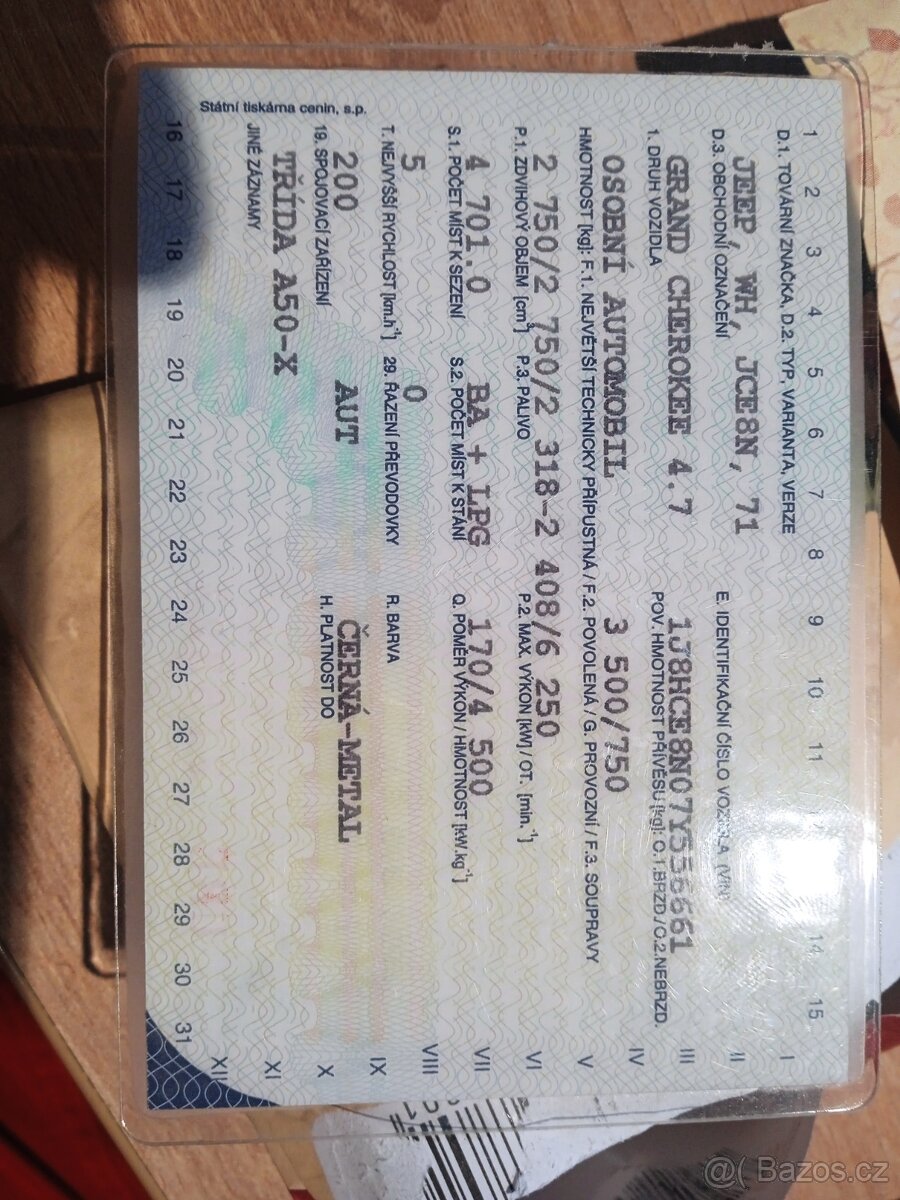 1 2 3 4 5 6 7 8 9 10 11 14 15
D.1. TOVÁRNÍ ZNAČKA, D.2. TYP, VARIANTA, VERZE
I
JEEP, WH, JCE8N, 71
II
D.3. OBCHODNÍ OZNAČENÍ E. IDENTIFIKAČNÍ ČÍSLO VOZIDLA (VIN)
GRAND CHEROKEE 4.7 1J8HCE8N07Y556661
III
1. DRUH VOZIDLA POV. HMOTNOST PŘÍVĚSU [kg]: O.1.BRZD./O.2.NEBRZD.
OSOBNÍ AUTOMOBIL 3 500/750
IV
HMOTNOST [kg]: F.1. NEJVĚTŠÍ TECHNICKY PŘÍPUSTNÁ / F.2. POVOLENÁ / G. PROVOZNÍ / F.3. SOUPRAVY
V
2 750/2 750/2 318-2 408/6 250
VI
P.1. ZDVIHOVÝ OBJEM [cm³] P.3. PALIVO P.2. MAX. VÝKON [kW] / OT. [min.-1]
4 701.0 BA + LPG 170/4 500
VII
S.1. POČET MÍST K SEZENÍ S.2. POČET MÍST K STÁNÍ Q. POMĚR VÝKON / HMOTNOST [kW.kg-1]
5 0
VIII
T. NEJVYŠŠÍ RYCHLOST [km.h-1] 29. ŘAZENÍ PŘEVODOVKY R. BARVA
IX
200 AUT ČERNÁ-METAL
X
19. SPOJOVACÍ ZAŘÍZENÍ H. PLATNOST DO
TŘÍDA A50-X
XI
JINÉ ZÁZNAMY
XII
Státní tiskárna cenin, s.p.
16 17 18 19 20 21 22 23 24 25 26 27 28 29 30 31
@( Bazos.cz